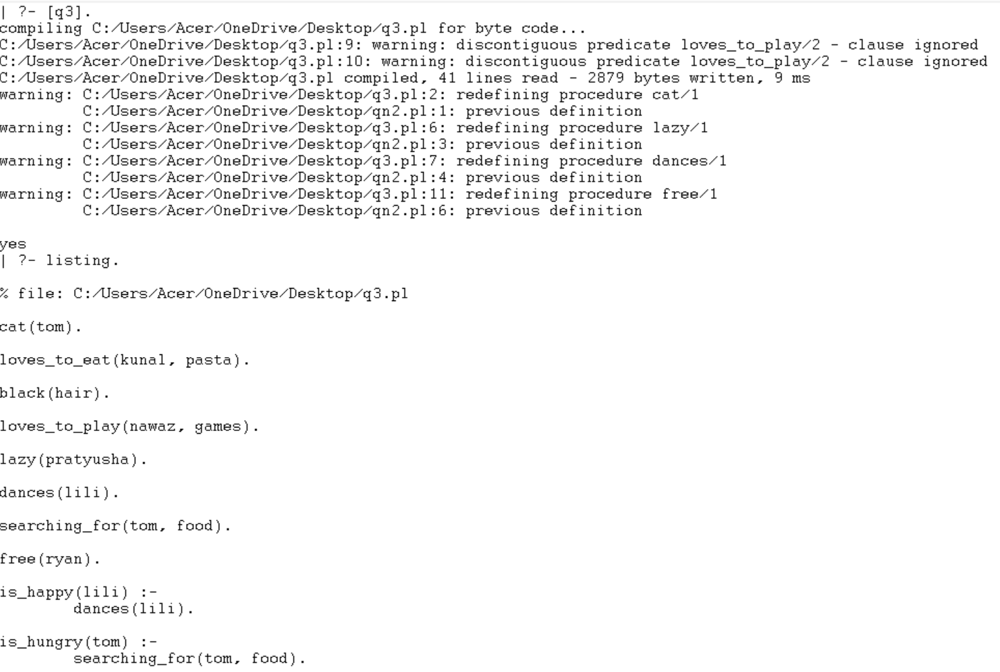 | ?- [q3].
compiling C:/Users/Acer/OneDrive/Desktop/q3.pl for byte code...
C:/Users/Acer/OneDrive/Desktop/q3.pl:9: warning: discontiguous predicate loves_to_play/2 - clause ignored
C:/Users/Acer/OneDrive/Desktop/q3.pl:10: warning: discontiguous predicate loves_to_play/2 - clause ignored
C:/Users/Acer/OneDrive/Desktop/q3.pl compiled, 41 lines read - 2879 bytes written, 9 ms
warning: C:/Users/Acer/OneDrive/Desktop/q3.pl:2: redefining procedure cat/1
         C:/Users/Acer/OneDrive/Desktop/qn2.pl:1: previous definition
warning: C:/Users/Acer/OneDrive/Desktop/q3.pl:6: redefining procedure lazy/1
         C:/Users/Acer/OneDrive/Desktop/qn2.pl:3: previous definition
warning: C:/Users/Acer/OneDrive/Desktop/q3.pl:7: redefining procedure dances/1
         C:/Users/Acer/OneDrive/Desktop/qn2.pl:4: previous definition
warning: C:/Users/Acer/OneDrive/Desktop/q3.pl:11: redefining procedure free/1
         C:/Users/Acer/OneDrive/Desktop/qn2.pl:6: previous definition

yes
| ?- listing.

% file: C:/Users/Acer/OneDrive/Desktop/q3.pl

cat(tom).

loves_to_eat(kunal, pasta).

black(hair).

loves_to_play(nawaz, games).

lazy(pratyusha).

dances(lili).

searching_for(tom, food).

free(ryan).

is_happy(lili) :-
        dances(lili).

is_hungry(tom) :-
        searching_for(tom, food).